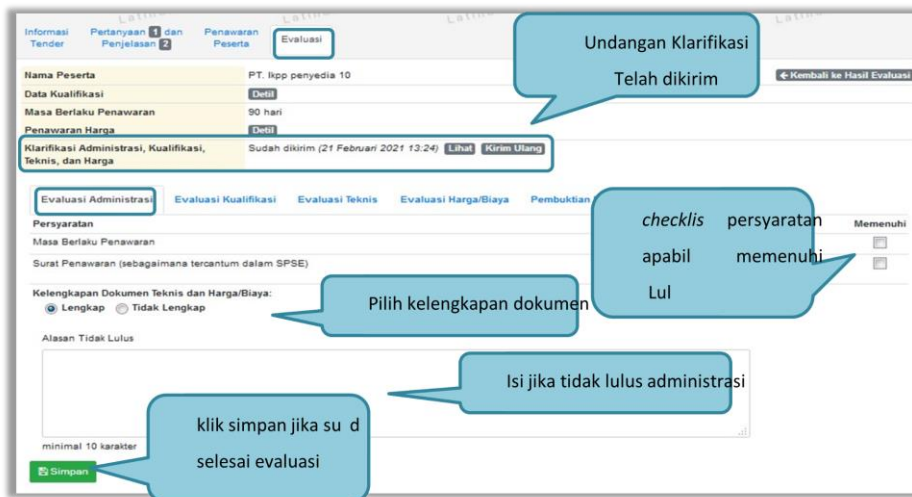 Informasi Tender
Pertanyaan 1 dan Penjelasan 2
Penawaran Peserta
Evaluasi
Undangan Klarifikasi
Telah dikirim
Nama Peserta PT. lkpp penyedia 10
Kembali ke Hasil Evaluasi
Data Kualifikasi Detil
Masa Berlaku Penawaran 90 hari
Penawaran Harga Detil
Klarifikasi Administrasi, Kualifikasi, Sudah dikirim (21 Februari 2021 13:24) Lihat Kirim Ulang
Teknis, dan Harga
Evaluasi Administrasi Evaluasi Kualifikasi Evaluasi Teknis Evaluasi Harga/Biaya Pembuktian
Persyaratan Memenuhi
Masa Berlaku Penawaran
Surat Penawaran (sebagaimana tercantum dalam SPSE)
checklis persyaratan
apabil memenuhi
Lul
Kelengkapan Dokumen Teknis dan Harga/Biaya:
Lengkap Tidak Lengkap
Pilih kelengkapan dokumen
Alasan Tidak Lulus
Isi jika tidak lulus administrasi
klik simpan jika su d
selesai evaluasi
minimal 10 karakter
Simpan